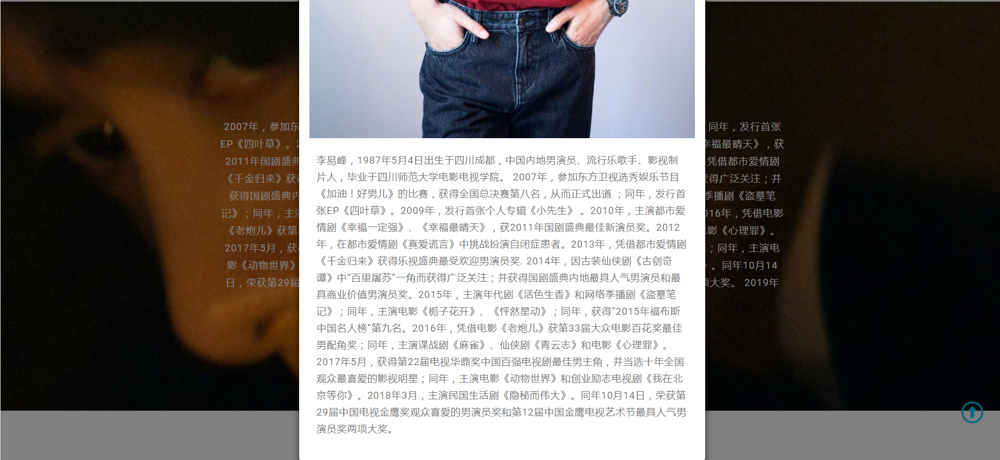 2007年，参加东
EP《四叶草》。2
2011年国剧盛典
《千金归来》获得
获得国剧盛典内
记》；同年，主演
《老炮儿》获第3
2017年5月，获得
影《动物世界》
日，荣获第29届
李易峰，1987年5月4日出生于四川成都，中国内地男演员、流行乐歌手、影视制
片人，毕业于四川师范大学电影电视学院。 2007年，参加东方卫视选秀娱乐节目
《加油！好男儿》的比赛，获得全国总决赛第八名，从而正式出道 ；同年，发行首
张EP《四叶草》。2009年，发行首张个人专辑《小先生》 。2010年，主演都市爱
情剧《幸福一定强》、《幸福最晴天》，获2011年国剧盛典最佳新演员奖。2012
年，在都市爱情剧《真爱谎言》中挑战扮演自闭症患者。2013年，凭借都市爱情剧
《千金归来》获得乐视盛典最受欢迎男演员奖. 2014年，因古装仙侠剧《古剑奇
谭》中“百里屠苏”一角而获得广泛关注；并获得国剧盛典内地最具人气男演员和最
具商业价值男演员奖。2015年，主演年代剧《活色生香》和网络季播剧《盗墓笔
记》；同年，主演电影《栀子花开》、《怦然星动》；同年，获得“2015年福布斯
中国名人榜”第九名。2016年，凭借电影《老炮儿》获第33届大众电影百花奖最佳
男配角奖；同年，主演谍战剧《麻雀》、仙侠剧《青云志》和电影《心理罪》。
2017年5月，获得第22届电视华鼎奖中国百强电视剧最佳男主角，并当选十年全国
观众最喜爱的影视明星；同年，主演电影《动物世界》和创业励志电视剧《我在北
京等你》。2018年3月，主演民国生活剧《隐秘而伟大》。同年10月14日，荣获第
29届中国电视金鹰奖观众喜爱的男演员奖和第12届中国金鹰电视艺术节最具人气男
演员奖两项大奖。
同年，发行首张
幸福最晴天》，获
凭借都市爱情剧
获得广泛关注；并
季播剧《盗墓笔
016年，凭借电影
影《心理罪》。
；同年，主演电
。同年10月14
项大奖。 2019年